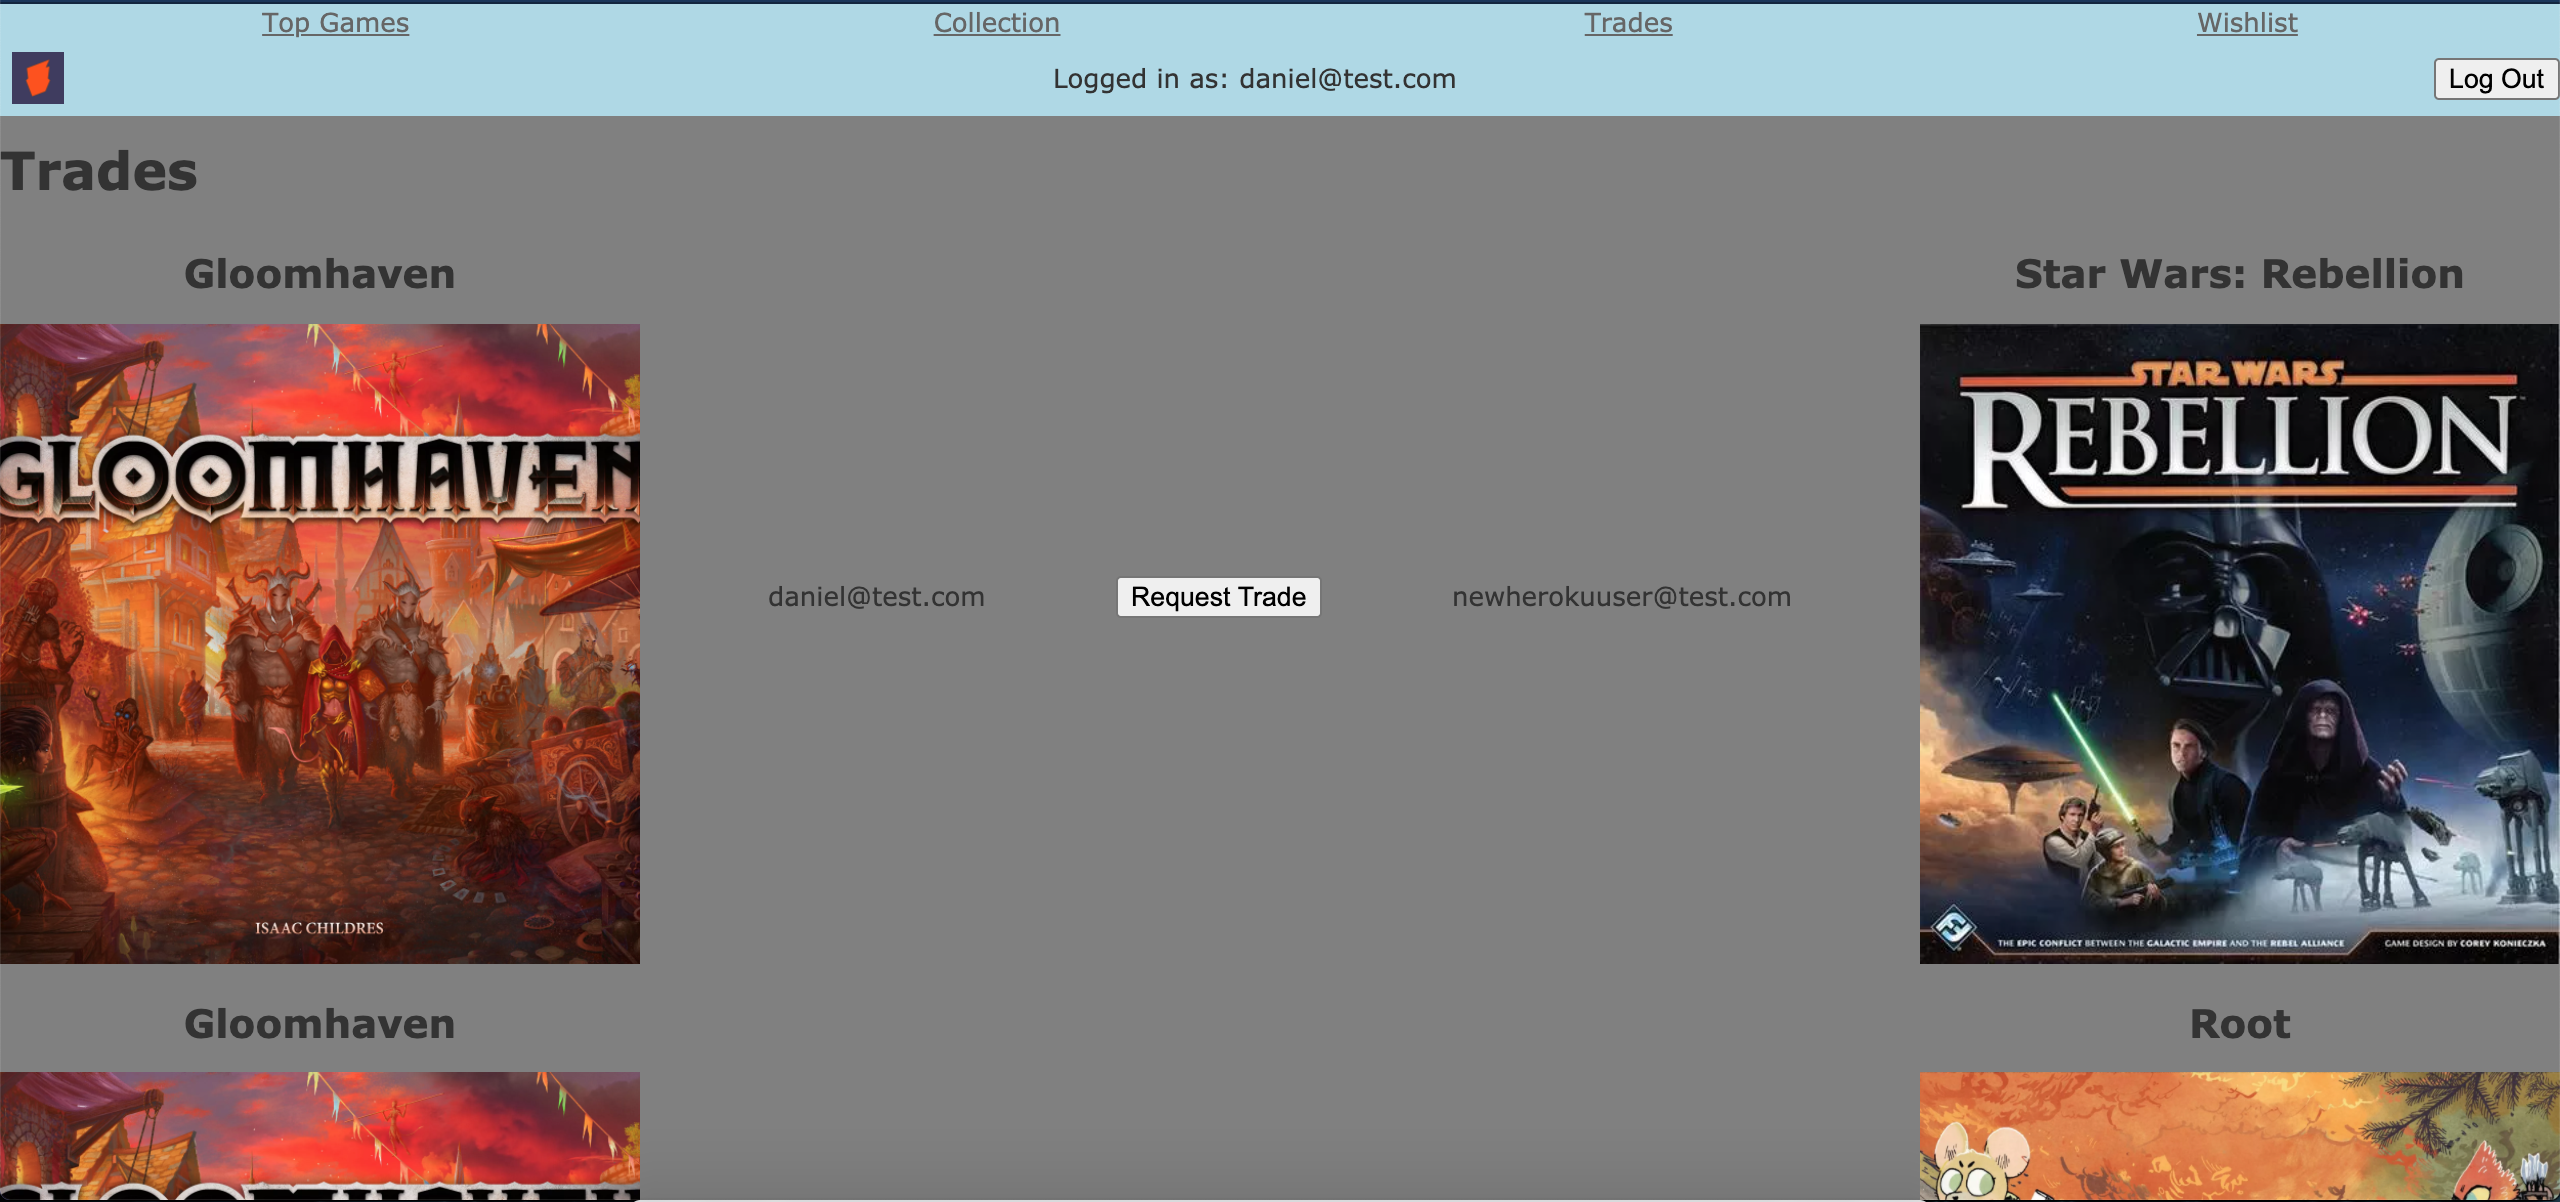 Top Games Collection Trades Wishlist
Logged in as: daniel@test.com Log Out
Trades
Gloomhaven Star Wars: Rebellion
GLOOMHAVEN
ISAAC CHILDRES
daniel@test.com Request Trade newherokuuser@test.com
STAR WARS
REBELLION
THE EPIC CONFLICT BETWEEN THE GALACTIC EMPIRE AND THE REBEL ALLIANCE
GAME DESIGN BY COREY KONIECZKA
Gloomhaven Root
GLOOMHAVEN